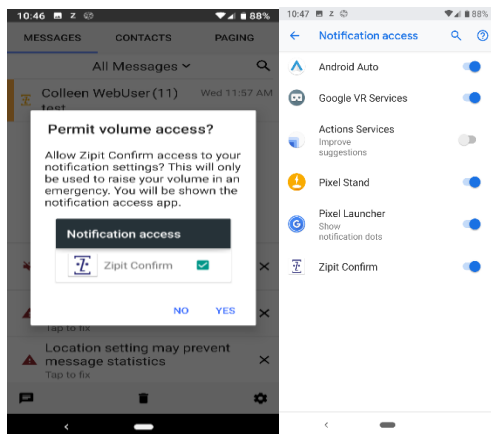 10:46 Z 88%
MESSAGES CONTACTS PAGING
All Messages
Colleen WebUser (11) Wed 11:57 AM
test
Permit volume access?
Allow Zipit Confirm access to your
notification settings? This will only
be used to raise your volume in an
emergency. You will be shown the
notification access app.
Notification access
Zipit Confirm
NO YES
Tap to fix
Location setting may prevent
message statistics
Tap to fix
10:47 Z 88%
Notification access
Android Auto
Google VR Services
Actions Services
Improve
suggestions
Pixel Stand
Pixel Launcher
Show
notification dots
Zipit Confirm